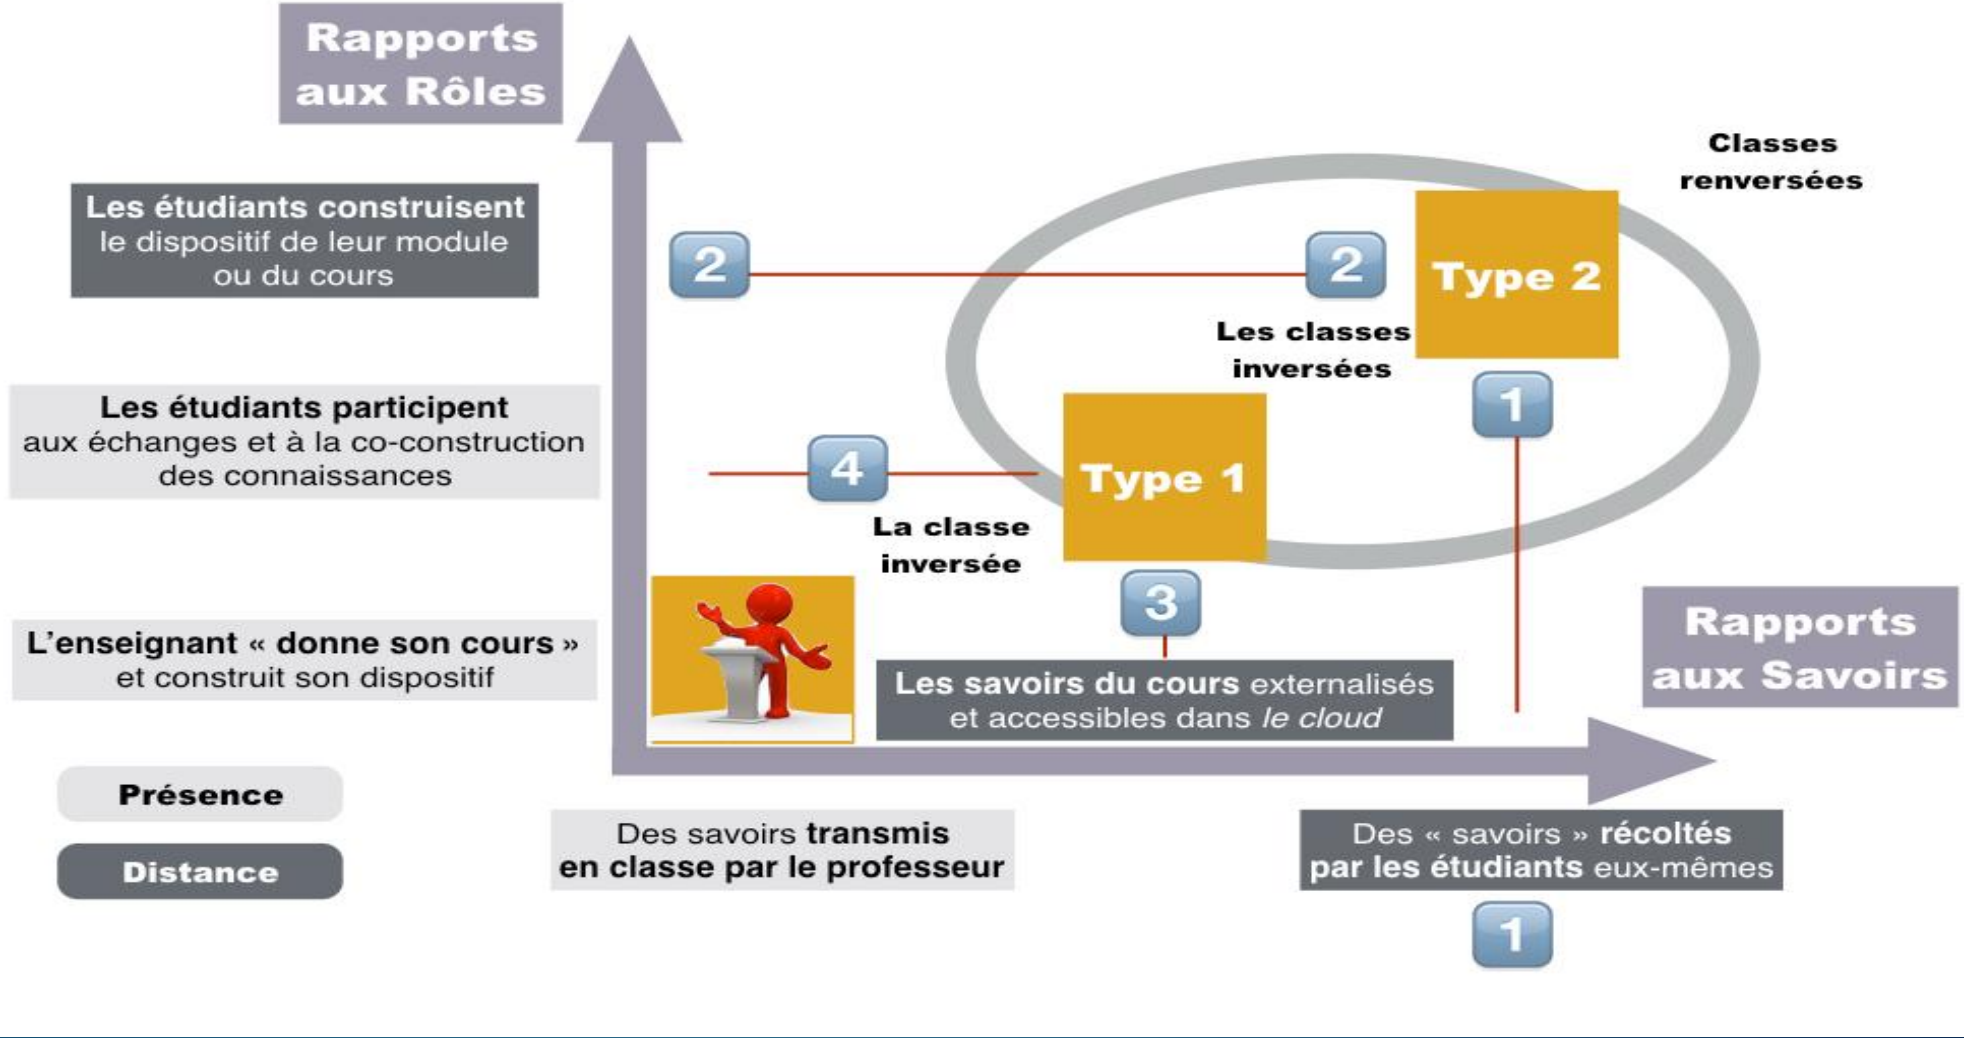 Rapports
aux Rôles
Classes
renversées
Les étudiants construisent
le dispositif de leur module
ou du cours
2
2
Type 2
Les classes
inversées
1
Les étudiants participent
aux échanges et à la co-construction
des connaissances
4
Type 1
La classe
inversée
3
Rapports
aux Savoirs
L'enseignant « donne son cours »
et construit son dispositif
Les savoirs du cours externalisés
et accessibles dans le cloud
Présence
Distance
Des savoirs transmis
en classe par le professeur
Des « savoirs » récoltés
par les étudiants eux-mêmes
1